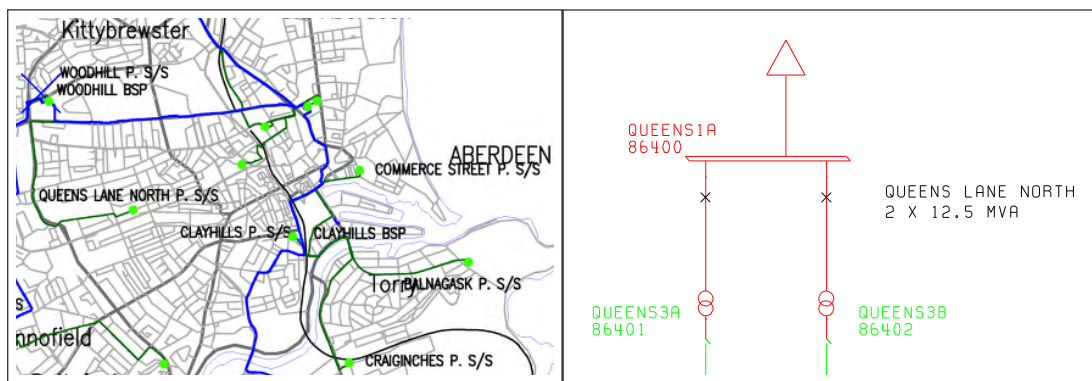 Kittybrewster
WOODHILL P. S/S
WOODHILL BSP
ABERDEEN
COMMERCE STREET P. S/S
QUEENS LANE NORTH P. S/S
CLAYHILLS P. S/S
CLAYHILLS BSP
Torry
BALNAGASK P. S/S
nnofield
CRAIGINCHES P. S/S
QUEENS1A
86400
QUEENS LANE NORTH
2 X 12.5 MVA
QUEENS3A
86401
QUEENS3B
86402